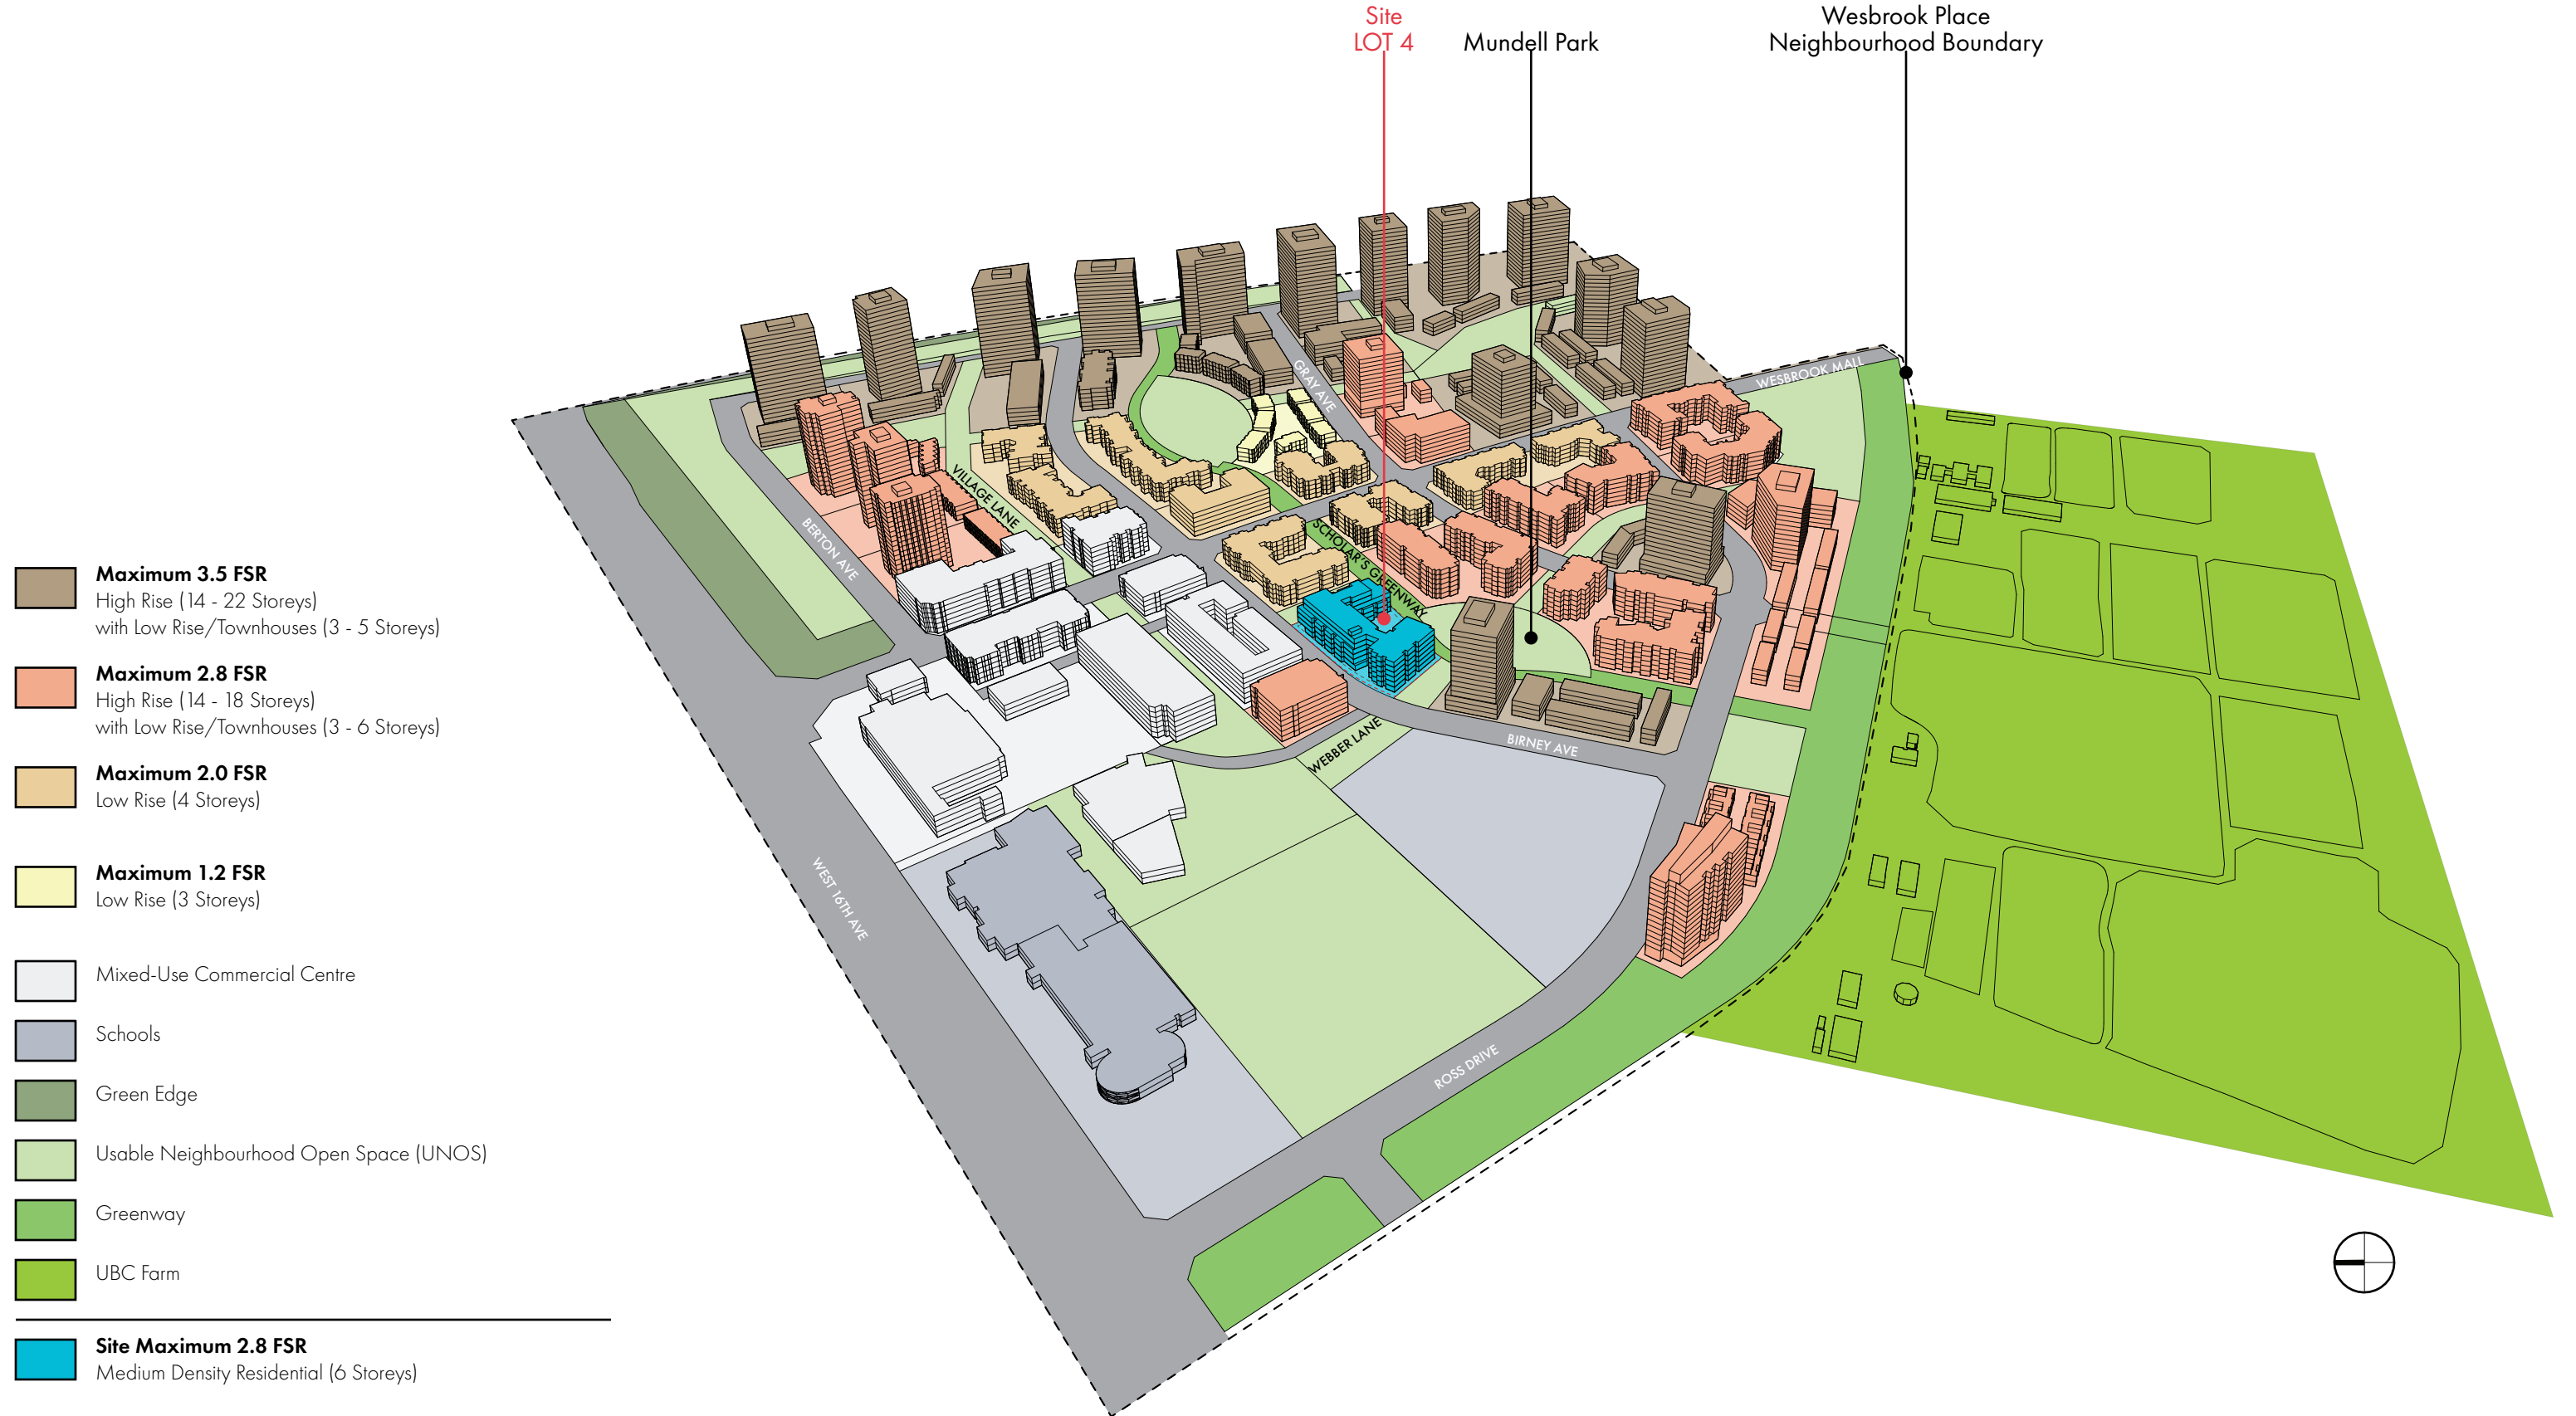 Site
LOT 4
Mundell Park
Wesbrook Place
Neighbourhood Boundary
WESBROOK MALL
GRAY AVE
VILLAGE LANE
BERTON AVE
SCHOLAR'S GREENWAY
WEBBER LANE
BIRNEY AVE
WEST 16TH AVE
ROSS DRIVE
Maximum 3.5 FSR
High Rise (14 - 22 Storeys)
with Low Rise/Townhouses (3 - 5 Storeys)
Maximum 2.8 FSR
High Rise (14 - 18 Storeys)
with Low Rise/Townhouses (3 - 6 Storeys)
Maximum 2.0 FSR
Low Rise (4 Storeys)
Maximum 1.2 FSR
Low Rise (3 Storeys)
Mixed-Use Commercial Centre
Schools
Green Edge
Usable Neighbourhood Open Space (UNOS)
Greenway
UBC Farm
Site Maximum 2.8 FSR
Medium Density Residential (6 Storeys)